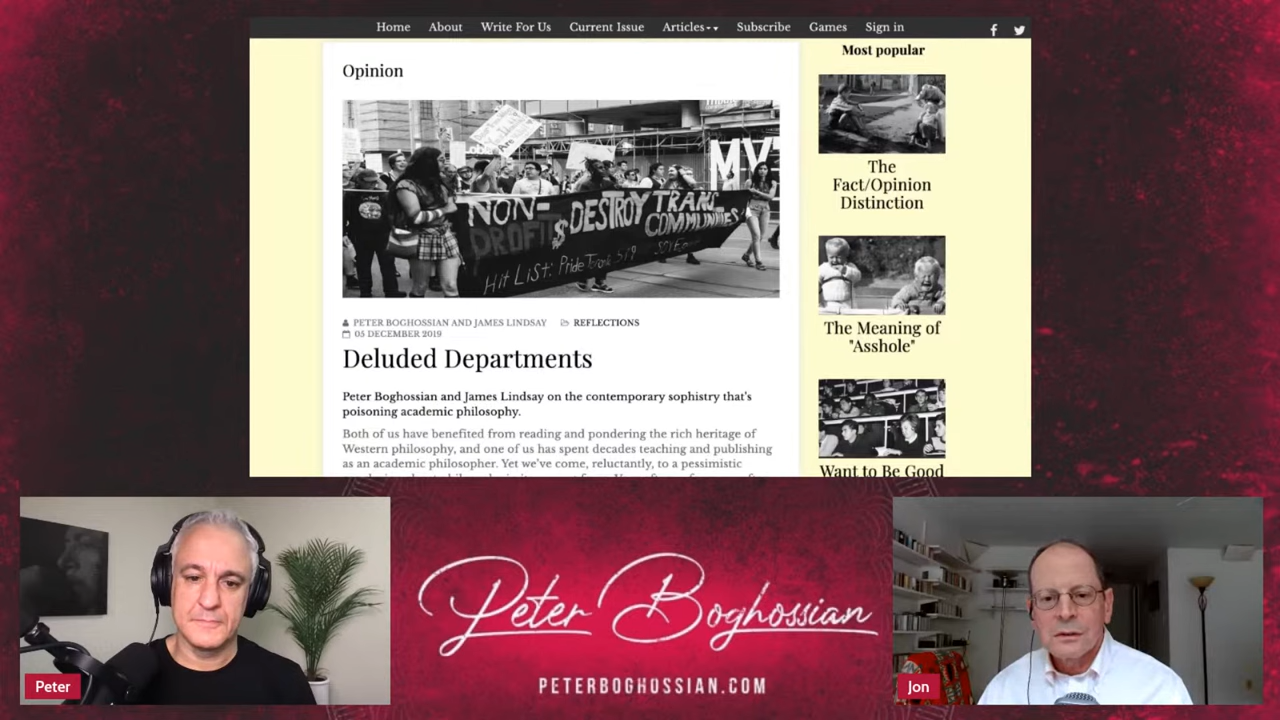 Home About Write For Us Current Issue Articles Subscribe Games Sign in
Opinion
NON-
PROFIT$ DESTROY TRANS
COMMUNITIES
Hit List: Pride Toronto 519
MY
PETER BOGHOSSIAN AND JAMES LINDSAY REFLECTIONS
05 DECEMBER 2019
Deluded Departments
Peter Boghossian and James Lindsay on the contemporary sophistry that's
poisoning academic philosophy.
Both of us have benefited from reading and pondering the rich heritage of
Western philosophy, and one of us has spent decades teaching and publishing
as an academic philosopher. Yet we've come, reluctantly, to a pessimistic
Most popular
The
Fact/Opinion
Distinction
The Meaning of
"Asshole"
Want to Be Good
Peter
Peter Boghossian
PETERBOGHOSSIAN.COM
Jon